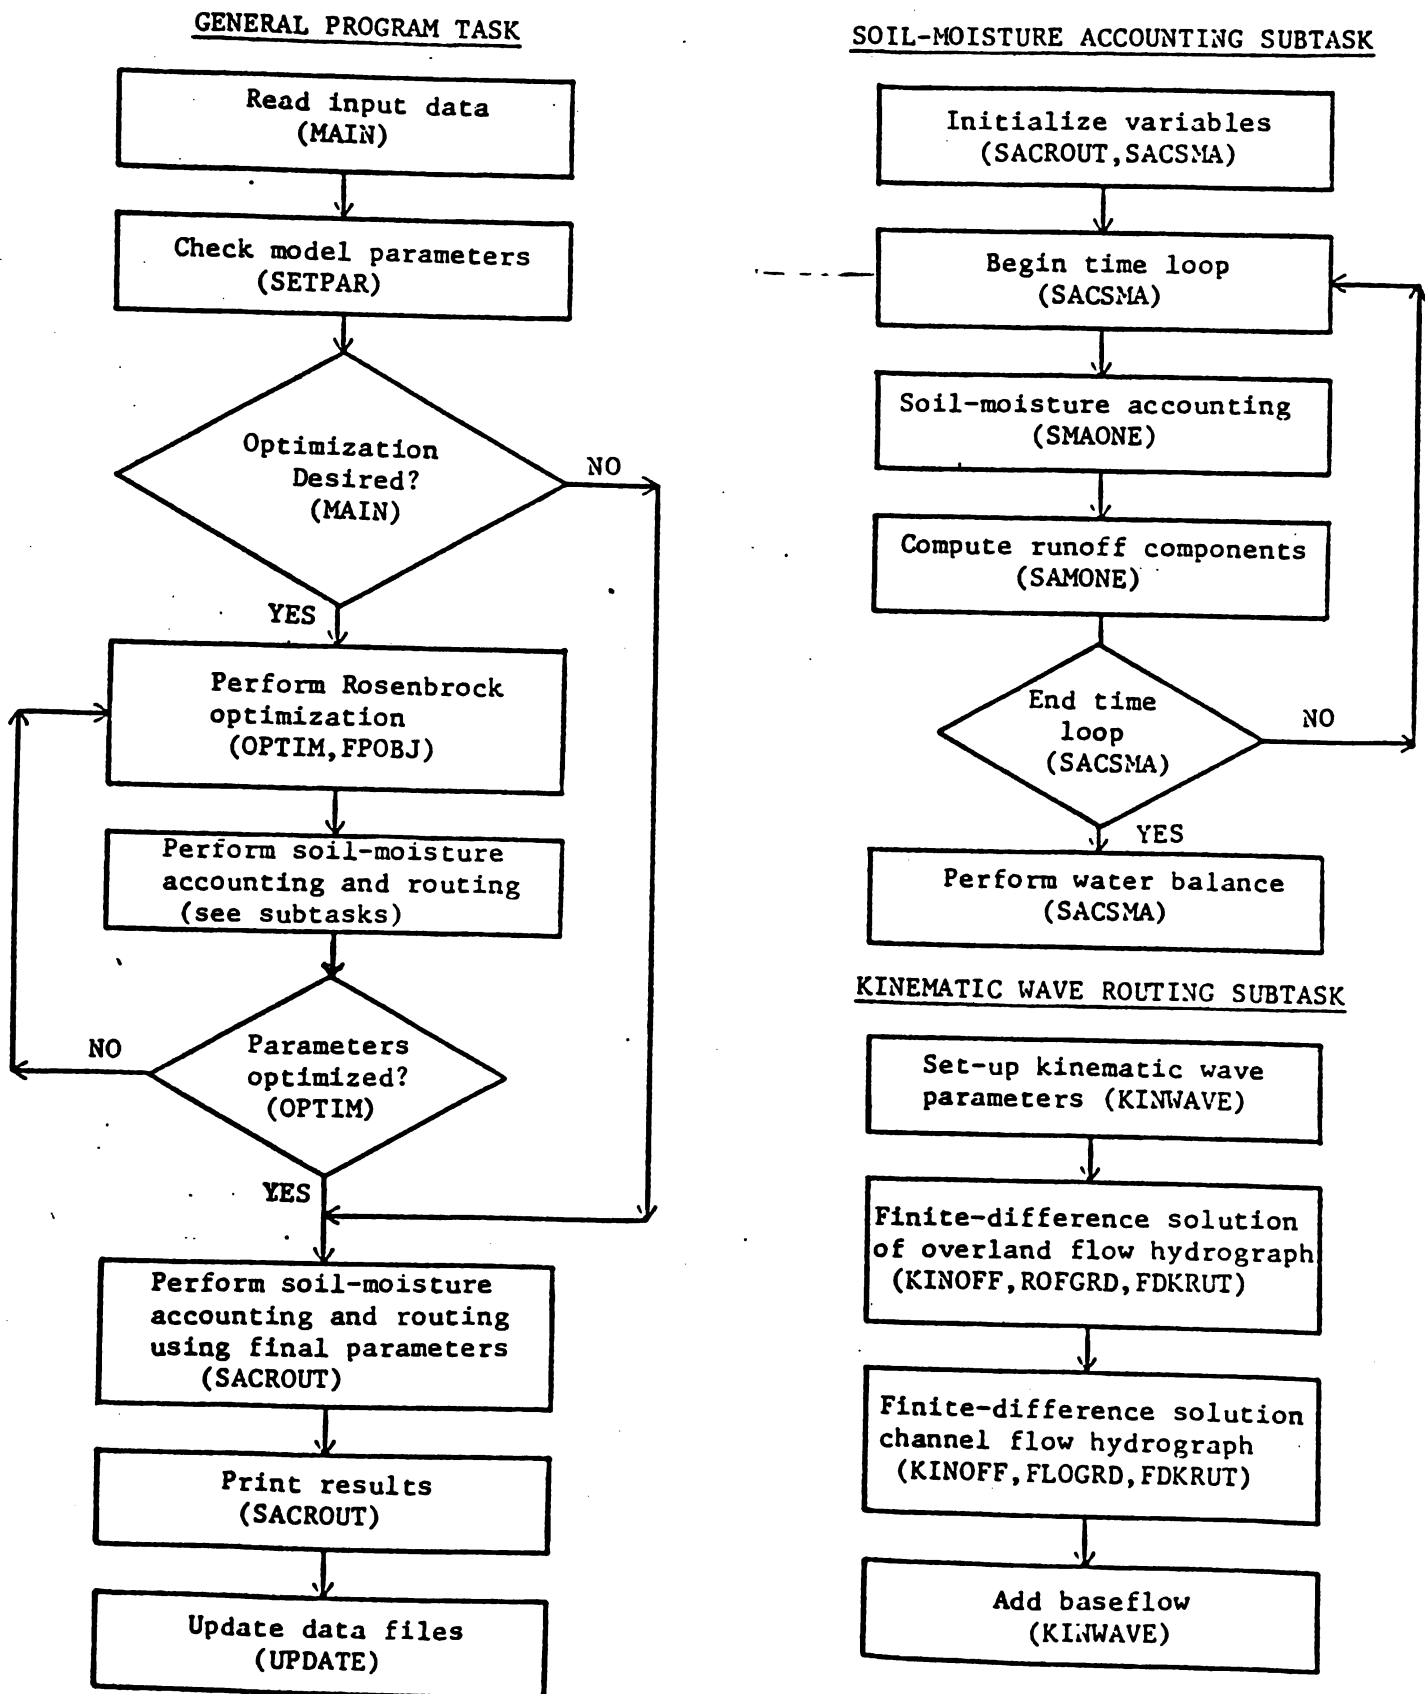 GENERAL PROGRAM TASK
Read input data
(MAIN)
Check model parameters
(SETPAR)
Optimization
Desired?
(MAIN)
NO
YES
Perform Rosenbrock
optimization
(OPTIM,FPOBJ)
Perform soil-moisture
accounting and routing
(see subtasks)
NO
Parameters
optimized?
(OPTIM)
YES
Perform soil-moisture
accounting and routing
using final parameters
(SACROUT)
Print results
(SACROUT)
Update data files
(UPDATE)
SOIL-MOISTURE ACCOUNTING SUBTASK
Initialize variables
(SACROUT,SACSMA)
Begin time loop
(SACSMA)
Soil-moisture accounting
(SMAONE)
Compute runoff components
(SAMONE)
End time
loop
(SACSMA)
NO
YES
Perform water balance
(SACSMA)
KINEMATIC WAVE ROUTING SUBTASK
Set-up kinematic wave
parameters (KINWAVE)
Finite-difference solution
of overland flow hydrograph
(KINOFF,ROFGRD,FDKRUT)
Finite-difference solution
channel flow hydrograph
(KINOFF,FLOGRD,FDKRUT)
Add baseflow
(KINWAVE)